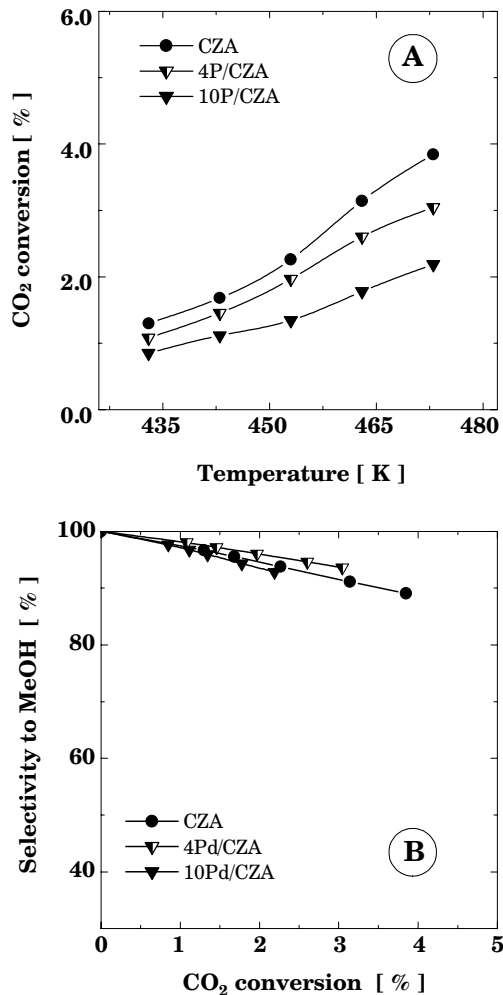 6.0
CZA
4P/CZA
10P/CZA
A
4.0
2.0
0.0
CO₂ conversion [ % ]
435 450 465 480
Temperature [ K ]
100
80
60
40
Selectivity to MeOH [ % ]
CZA
4Pd/CZA
10Pd/CZA
B
0 1 2 3 4 5
CO₂ conversion [ % ]